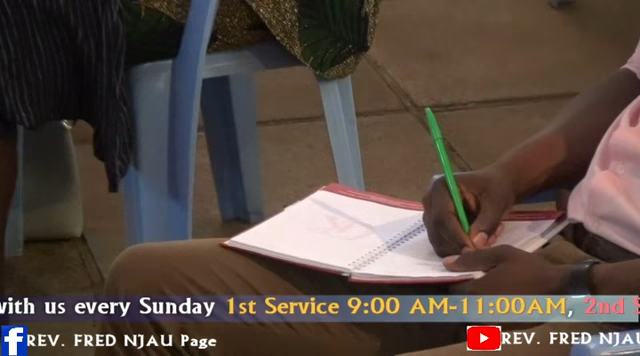 with us every Sunday 1st Service 9:00 AM-11:00AM, 2nd
REV. FRED NJAU Page
REV. FRED NJAU